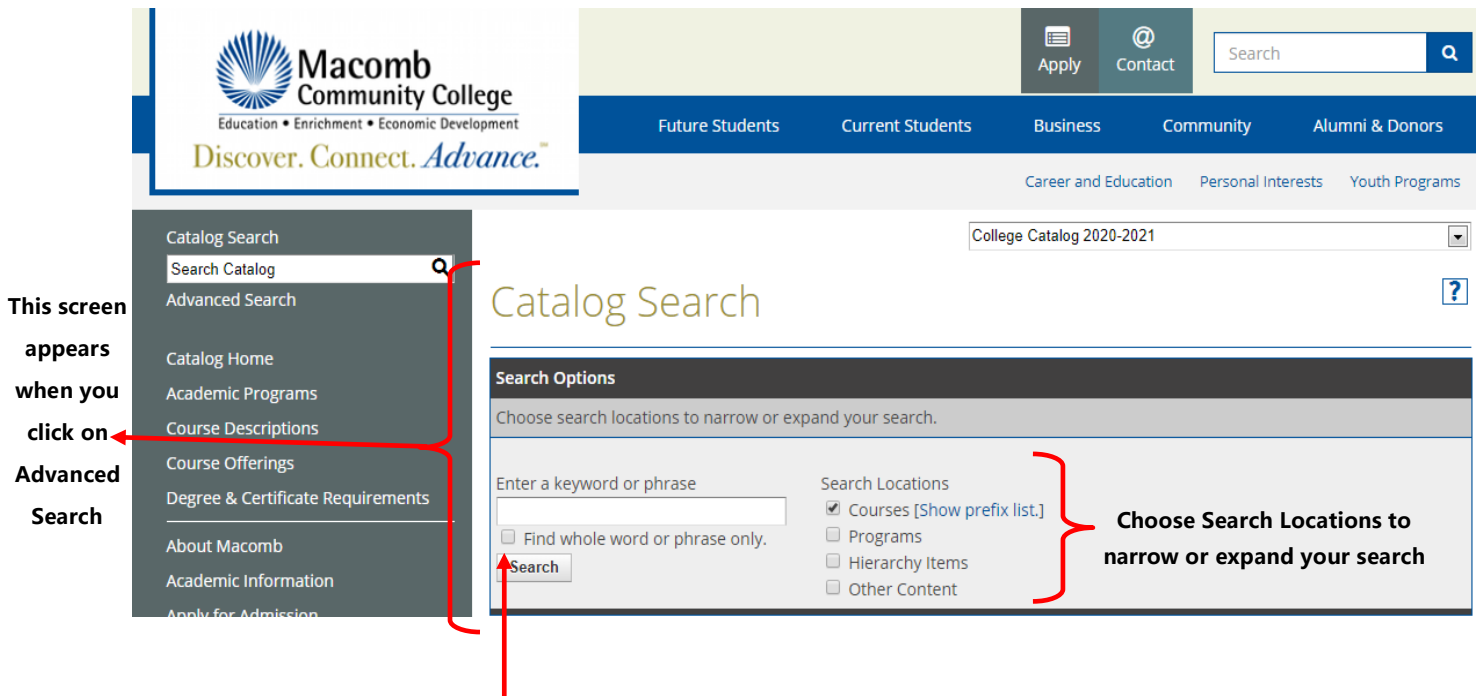 Macomb
Community College
Education • Enrichment • Economic Development
Discover. Connect. Advance.™
Apply
@
Contact
Search
Future Students
Current Students
Business
Community
Alumni & Donors
Career and Education
Personal Interests
Youth Programs
Catalog Search
Search Catalog
Advanced Search
Catalog Home
Academic Programs
Course Descriptions
Course Offerings
Degree & Certificate Requirements
About Macomb
Academic Information
Apply for Admission
This screen
appears
when you
click on
Advanced
Search
College Catalog 2020-2021
Catalog Search
?
Search Options
Choose search locations to narrow or expand your search.
Enter a keyword or phrase
Find whole word or phrase only.
Search
Search Locations
Courses [Show prefix list.]
Programs
Hierarchy Items
Other Content
Choose Search Locations to
narrow or expand your search